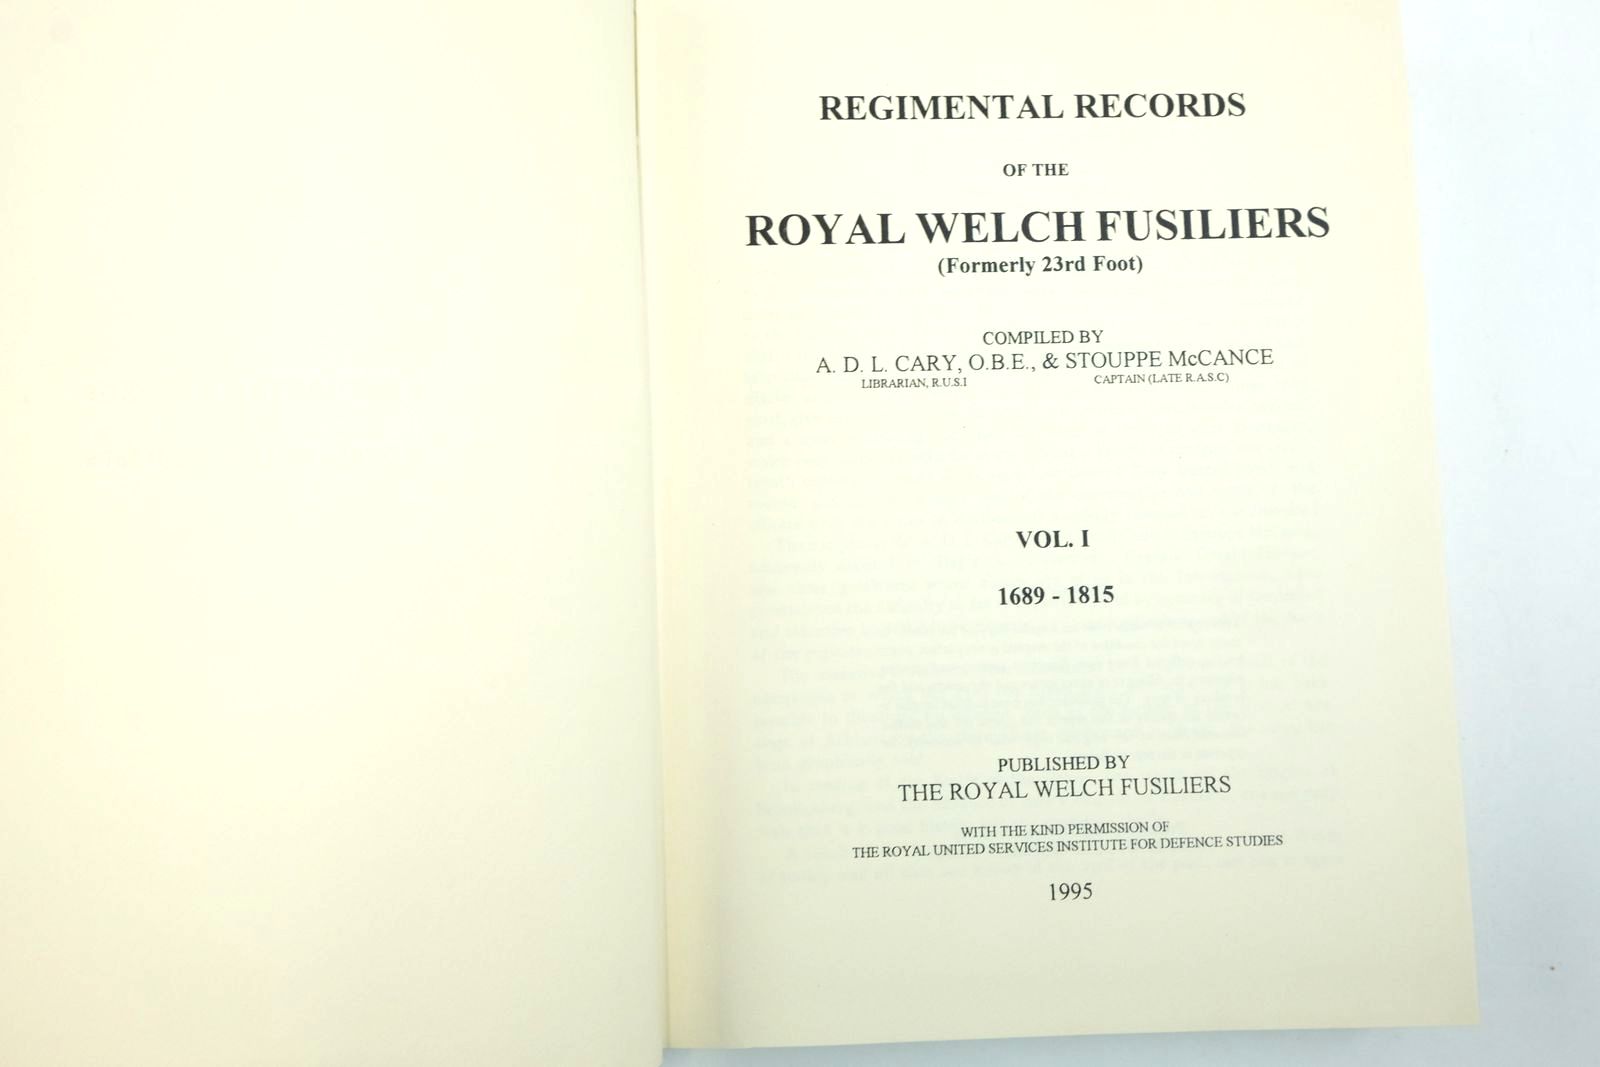 REGIMENTAL RECORDS
OF THE
ROYAL WELCH FUSILIERS
(Formerly 23rd Foot)
COMPILED BY
A. D. L. CARY, O.B.E., & STOUPPE McCANCE
LIBRARIAN, R.U.S.I CAPTAIN (LATE R.A.S.C)
VOL. I
1689 - 1815
PUBLISHED BY
THE ROYAL WELCH FUSILIERS
WITH THE KIND PERMISSION OF
THE ROYAL UNITED SERVICES INSTITUTE FOR DEFENCE STUDIES
1995